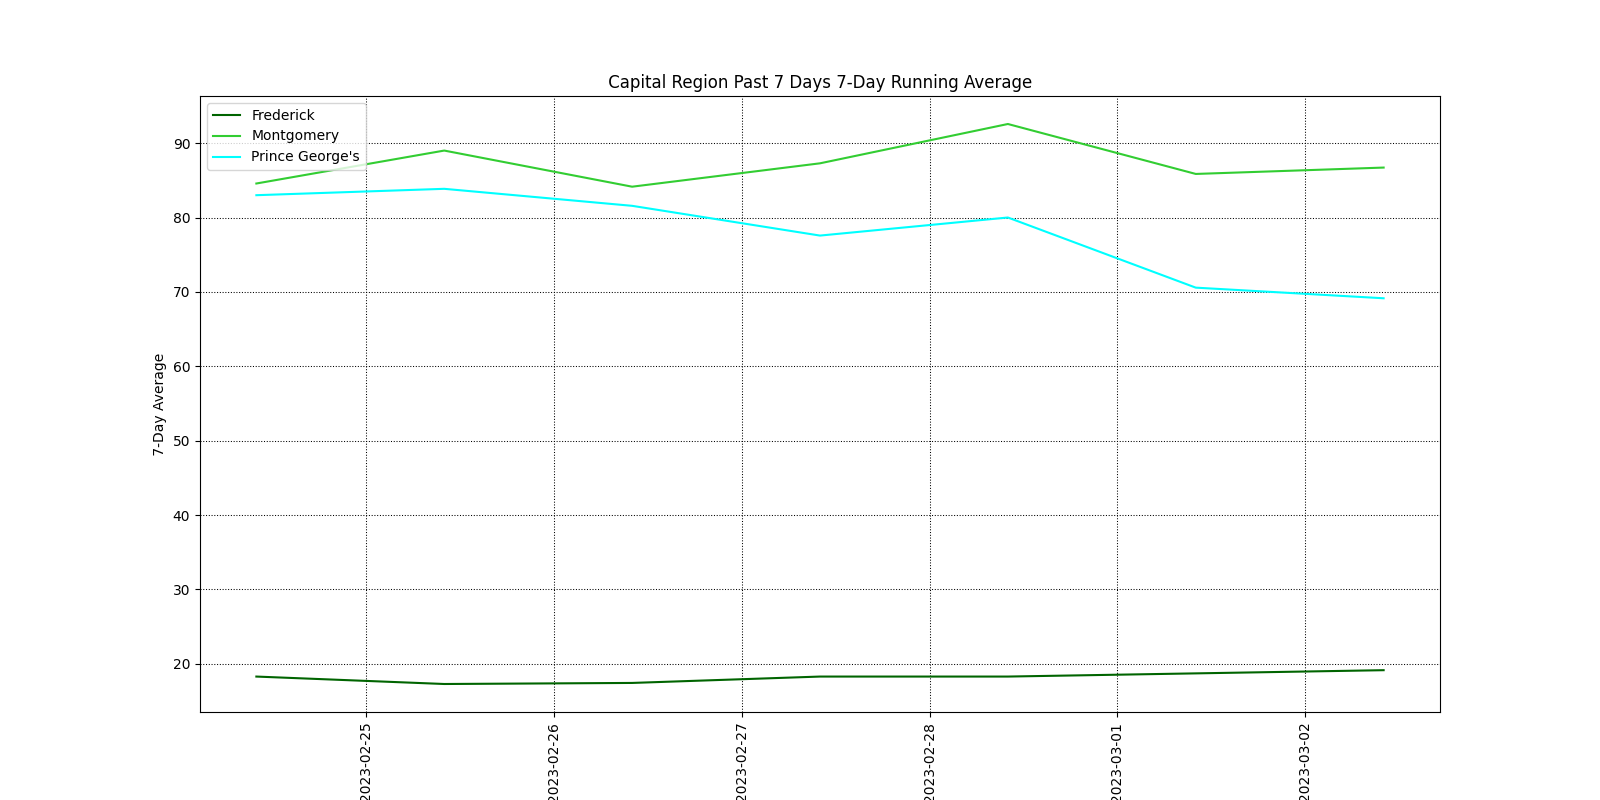 Capital Region Past 7 Days 7-Day Running Average
Frederick
Montgomery
Prince George's
90
80
70
60
50
40
30
20
7-Day Average
2023-02-25
2023-02-26
2023-02-27
2023-02-28
2023-03-01
2023-03-02